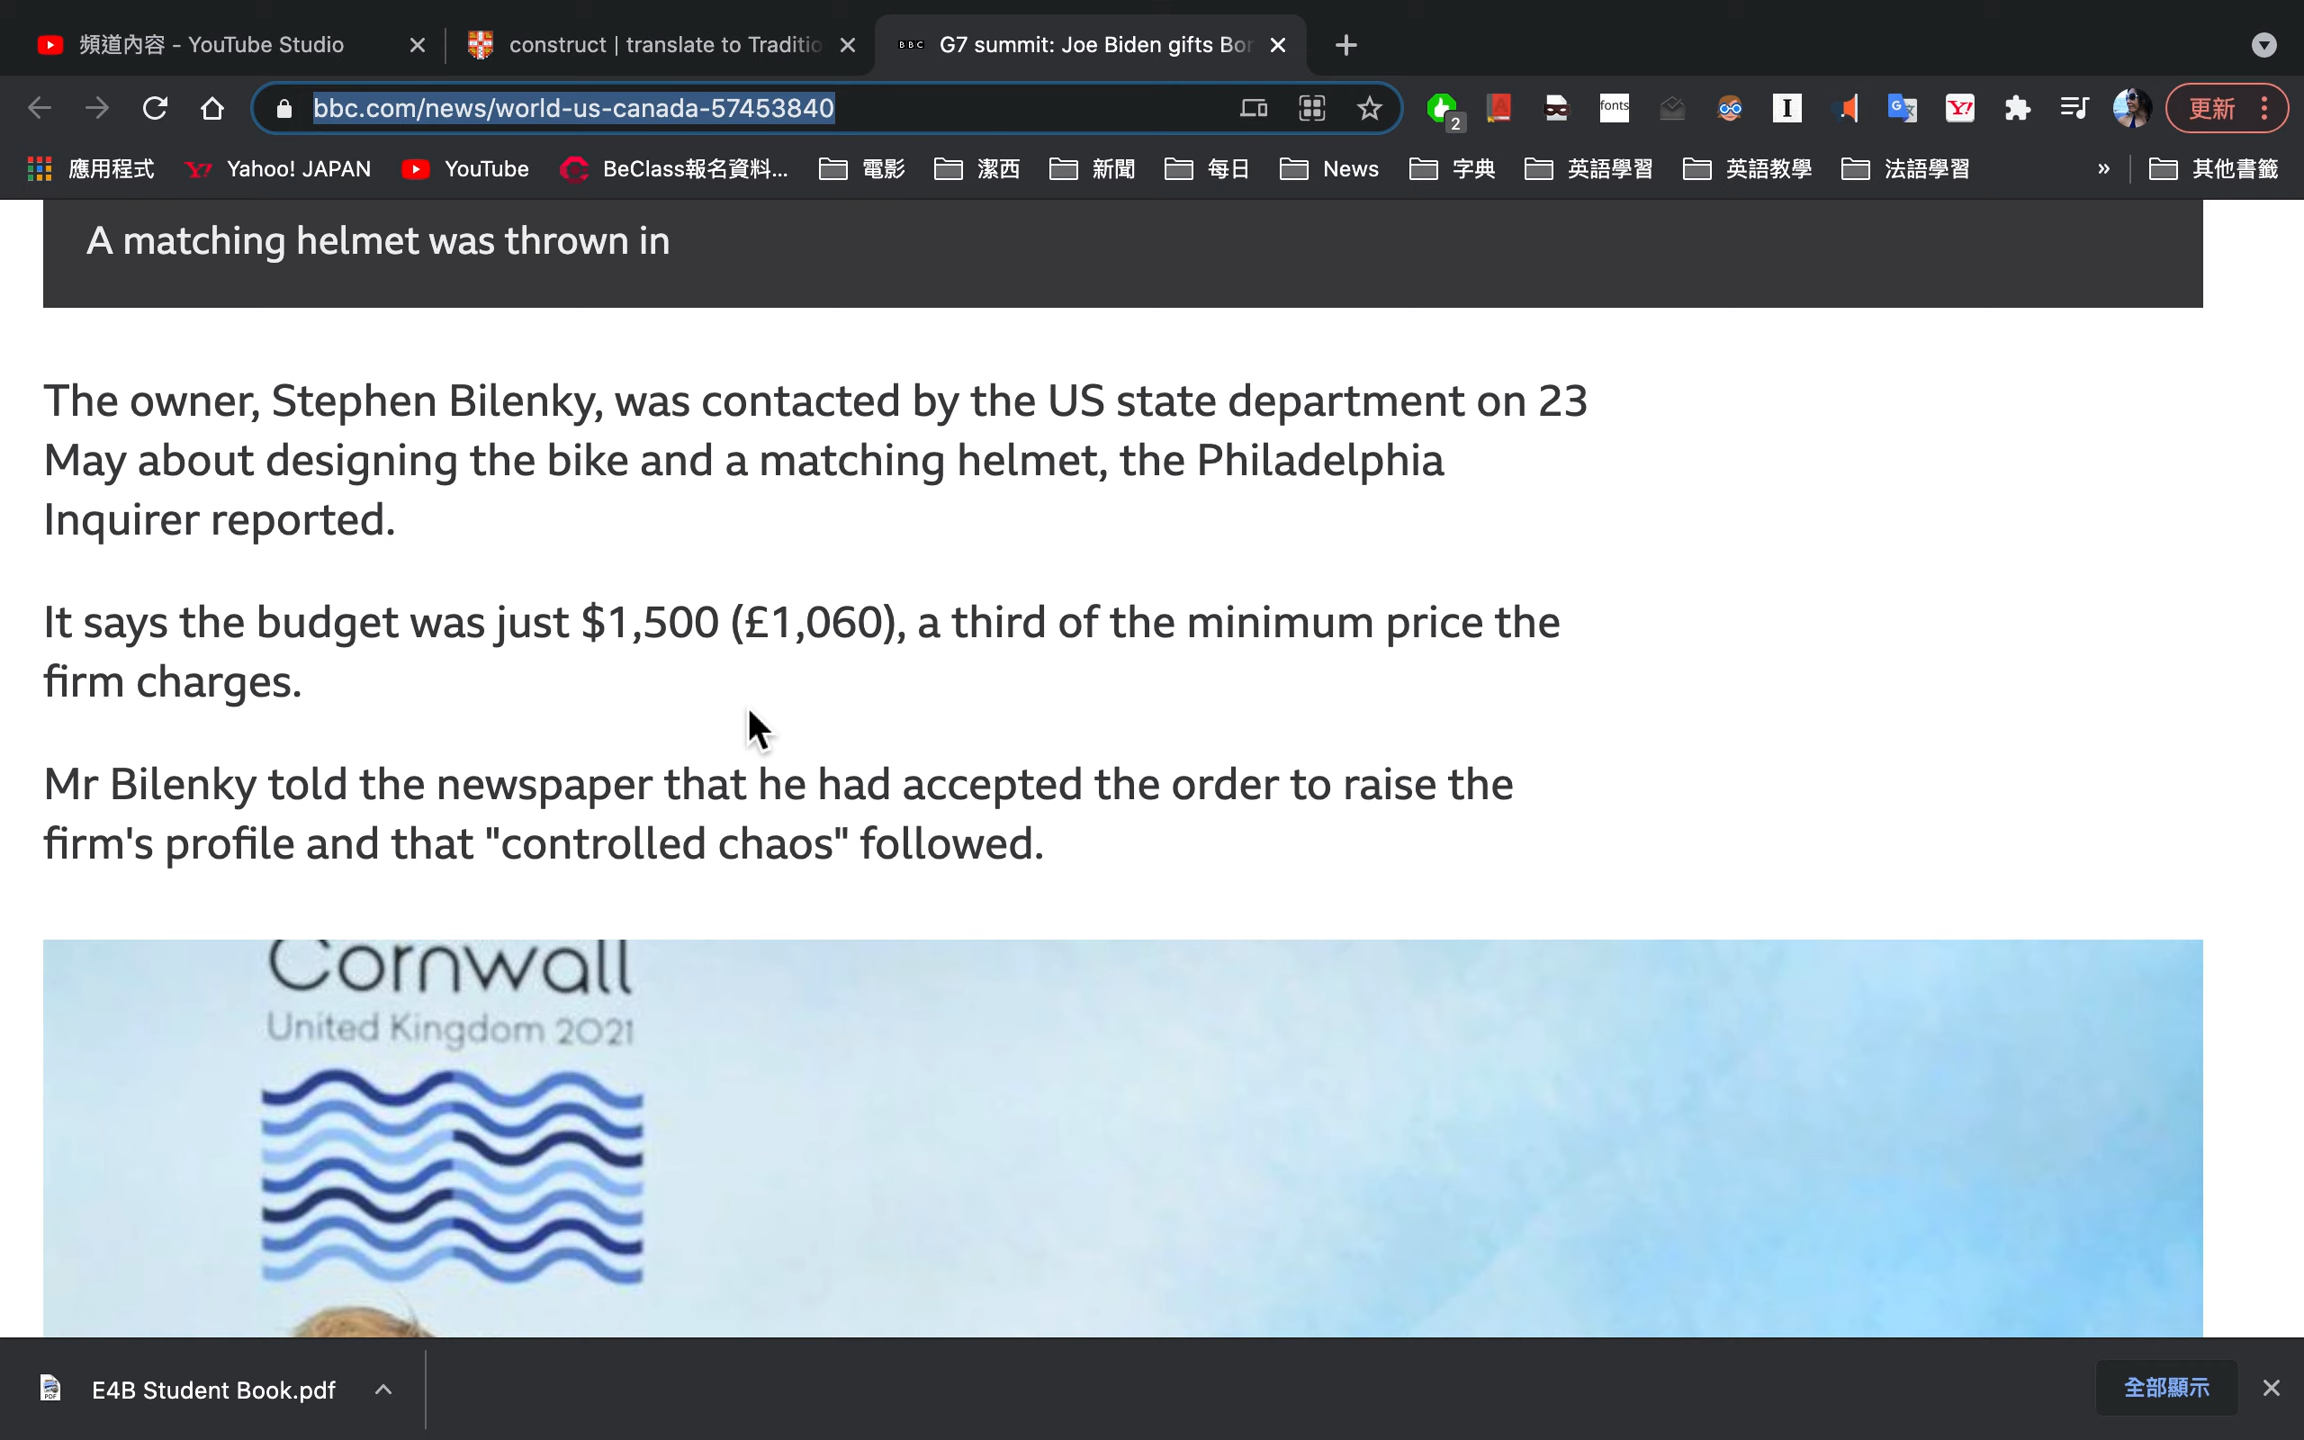 頻道內容 - YouTube Studio
construct | translate to Traditio
BBC G7 summit: Joe Biden gifts Bor
bbc.com/news/world-us-canada-57453840
2
fonts
更新
應用程式
Yahoo! JAPAN
YouTube
BeClass報名資料...
電影
潔西
新聞
每日
News
字典
英語學習
英語教學
法語學習
»
其他書籤
A matching helmet was thrown in
The owner, Stephen Bilenky, was contacted by the US state department on 23
May about designing the bike and a matching helmet, the Philadelphia
Inquirer reported.
It says the budget was just $1,500 (£1,060), a third of the minimum price the
firm charges.
Mr Bilenky told the newspaper that he had accepted the order to raise the
firm's profile and that "controlled chaos" followed.
Cornwall
United Kingdom 2021
E4B Student Book.pdf
全部顯示